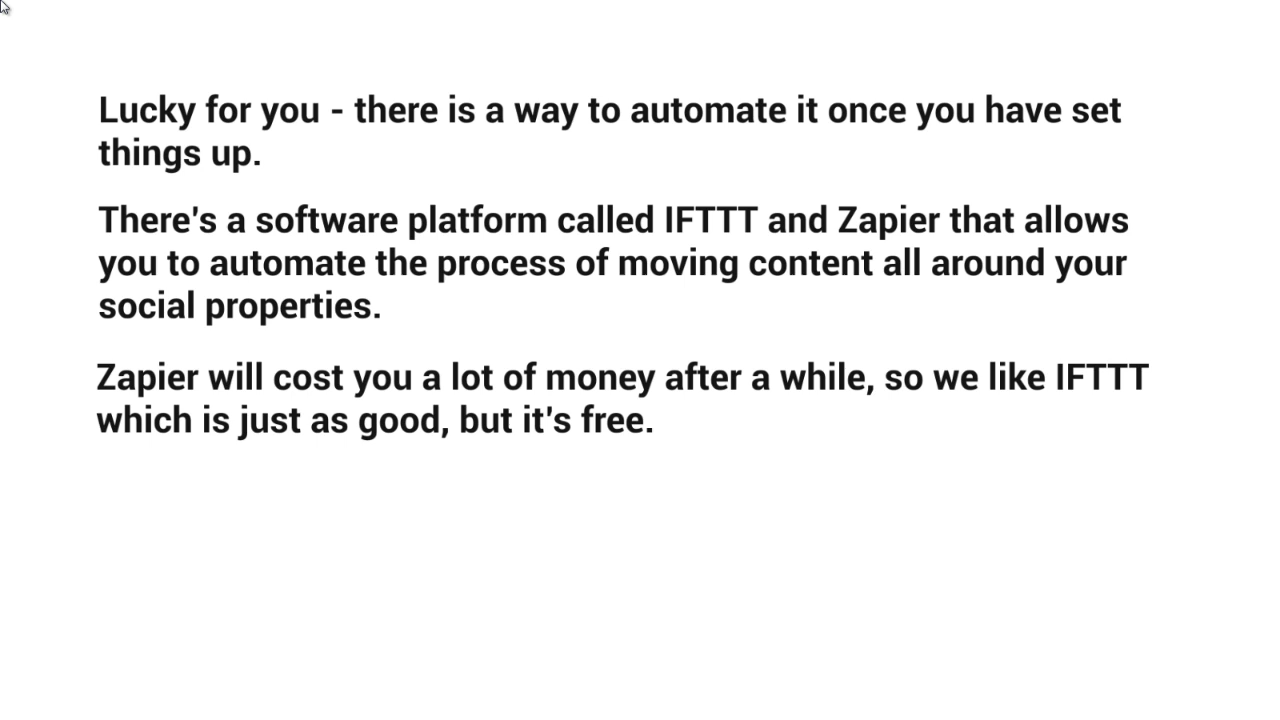 Lucky for you - there is a way to automate it once you have set
things up.
There's a software platform called IFTTT and Zapier that allows
you to automate the process of moving content all around your
social properties.
Zapier will cost you a lot of money after a while, so we like IFTTT
which is just as good, but it's free.